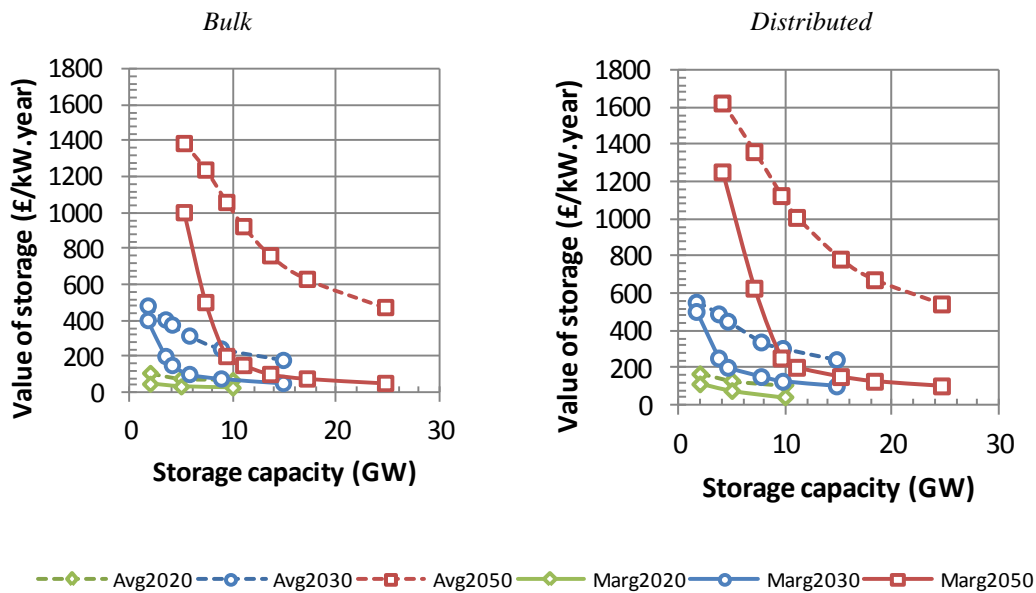 Bulk
Distributed
Value of storage (£/kW.year)
1800
1600
1400
1200
1000
800
600
400
200
0
0 10 20 30
Storage capacity (GW)
Value of storage (£/kW.year)
1800
1600
1400
1200
1000
800
600
400
200
0
0 10 20 30
Storage capacity (GW)
Avg2020 Avg2030 Avg2050 Marg2020 Marg2030 Marg2050